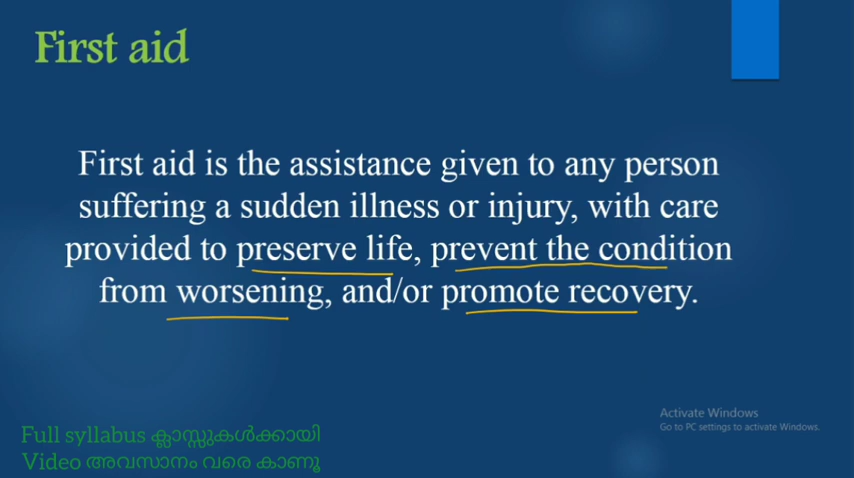 First aid
First aid is the assistance given to any person
suffering a sudden illness or injury, with care
provided to preserve life, prevent the condition
from worsening, and/or promote recovery.
Activate Windows
Go to PC settings to activate Windows.
Full syllabus ക്ലാസ്സുകൾക്കായി
Video അവസാനം വരെ കാണൂ